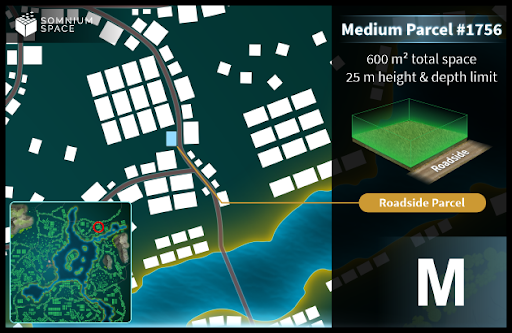 SOMNIUM
SPACE
Medium Parcel #1756
600 m² total space
25 m height & depth limit
Roadside
Roadside Parcel
M